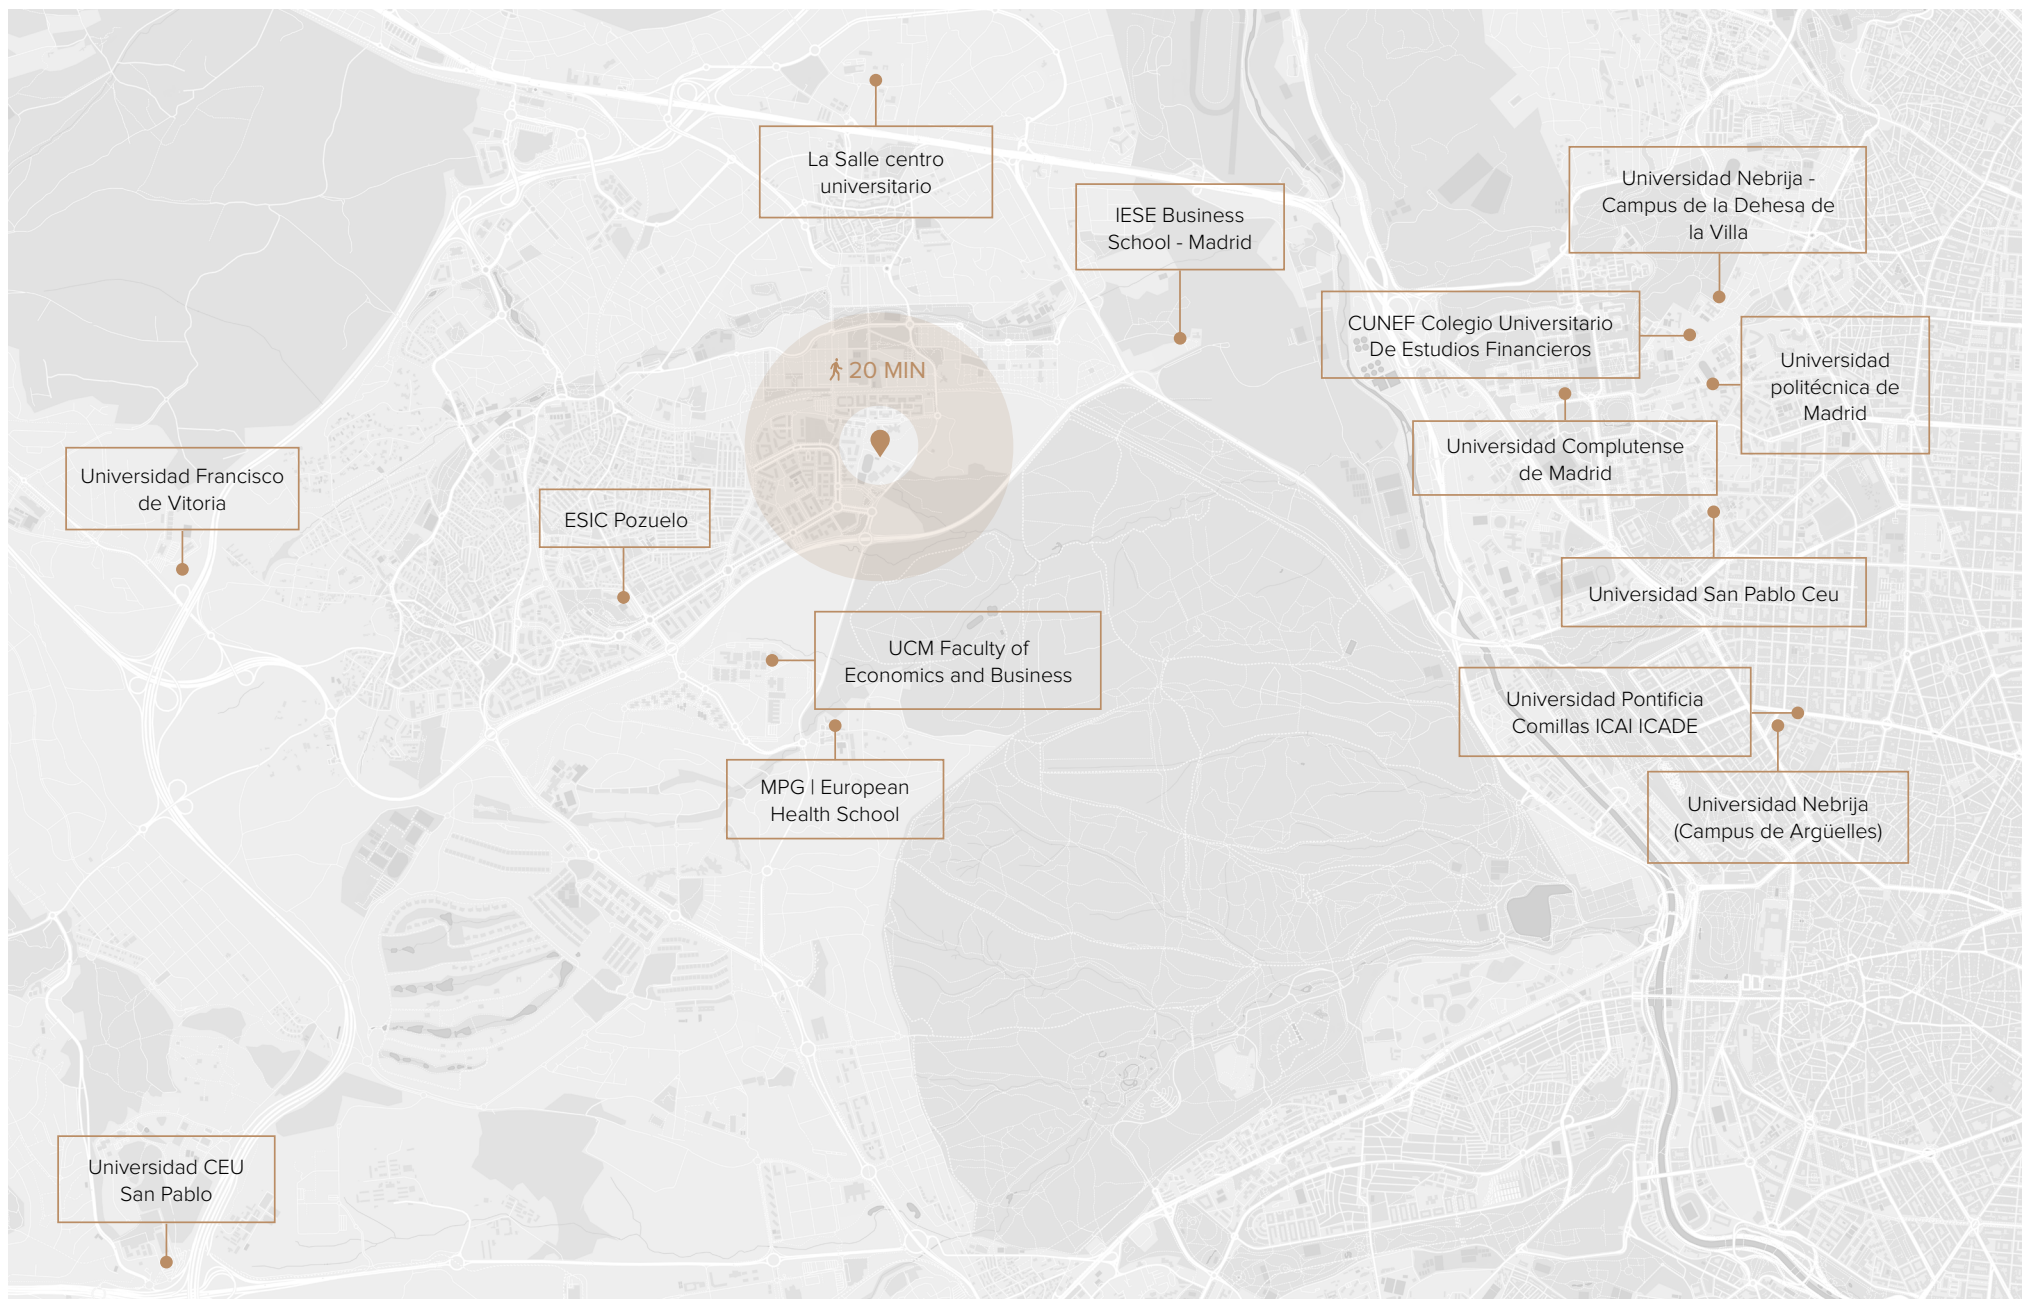 La Salle centro
universitario
IESE Business
School - Madrid
Universidad Nebrija -
Campus de la Dehesa de
la Villa
CUNEF Colegio Universitario
De Estudios Financieros
Universidad
politécnica de
Madrid
20 MIN
Universidad Complutense
de Madrid
Universidad Francisco
de Vitoria
ESIC Pozuelo
Universidad San Pablo Ceu
UCM Faculty of
Economics and Business
Universidad Pontificia
Comillas ICAI ICADE
MPG | European
Health School
Universidad Nebrija
(Campus de Argüelles)
Universidad CEU
San Pablo